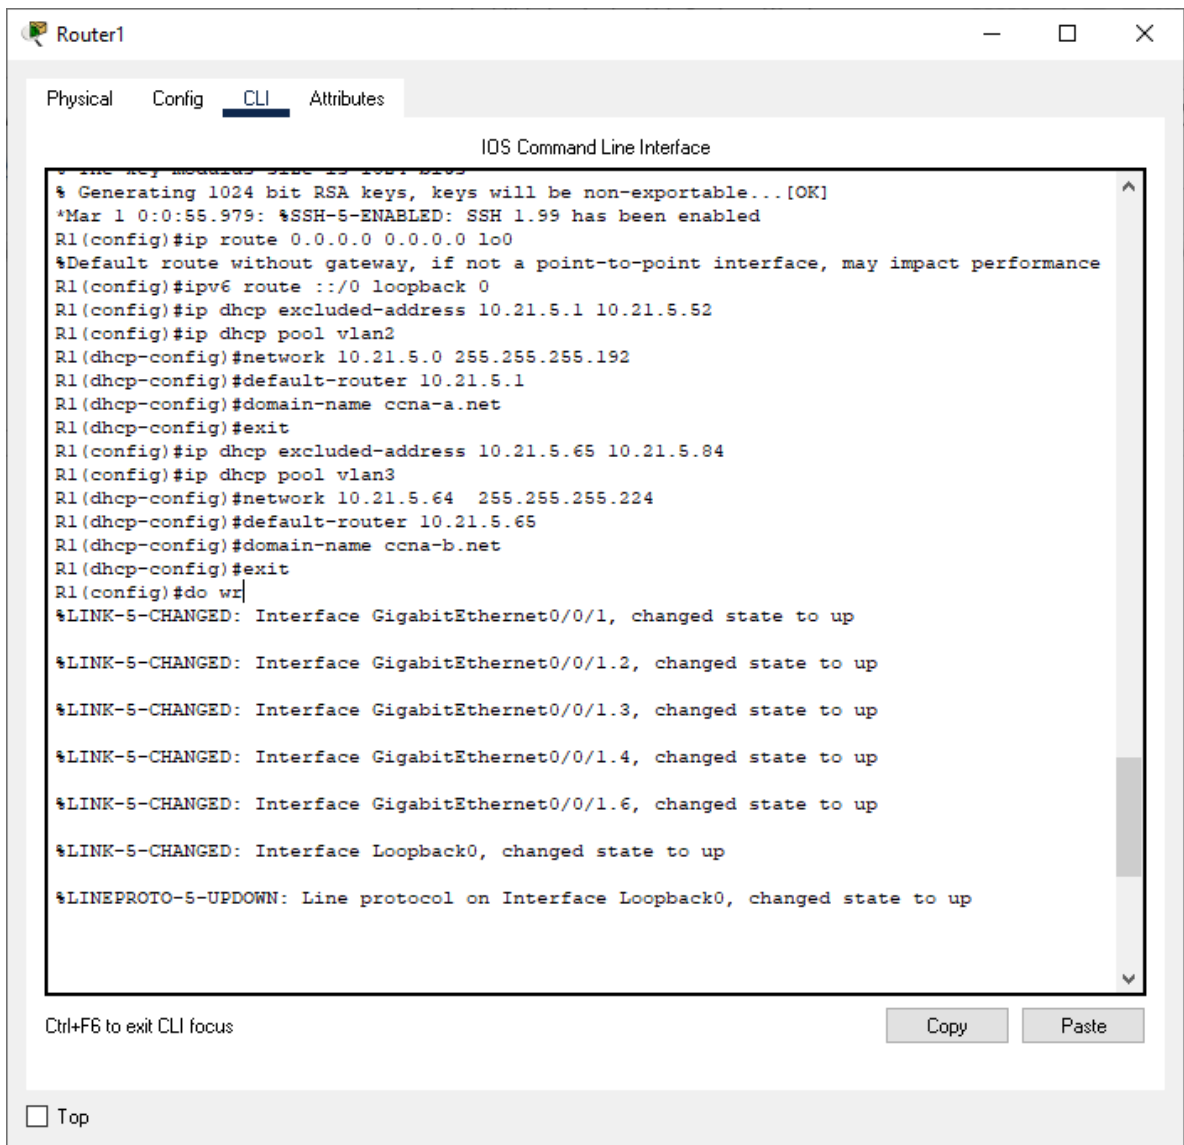 Router1
Physical Config CLI Attributes
IOS Command Line Interface
% The key modulus size is 1024 bits
% Generating 1024 bit RSA keys, keys will be non-exportable...[OK]
*Mar 1 0:0:55.979: %SSH-5-ENABLED: SSH 1.99 has been enabled
R1(config)#ip route 0.0.0.0 0.0.0.0 lo0
%Default route without gateway, if not a point-to-point interface, may impact performance
R1(config)#ipv6 route ::/0 loopback 0
R1(config)#ip dhcp excluded-address 10.21.5.1 10.21.5.52
R1(config)#ip dhcp pool vlan2
R1(dhcp-config)#network 10.21.5.0 255.255.255.192
R1(dhcp-config)#default-router 10.21.5.1
R1(dhcp-config)#domain-name ccna-a.net
R1(dhcp-config)#exit
R1(config)#ip dhcp excluded-address 10.21.5.65 10.21.5.84
R1(config)#ip dhcp pool vlan3
R1(dhcp-config)#network 10.21.5.64  255.255.255.224
R1(dhcp-config)#default-router 10.21.5.65
R1(dhcp-config)#domain-name ccna-b.net
R1(dhcp-config)#exit
R1(config)#do wr
%LINK-5-CHANGED: Interface GigabitEthernet0/0/1, changed state to up
%LINK-5-CHANGED: Interface GigabitEthernet0/0/1.2, changed state to up
%LINK-5-CHANGED: Interface GigabitEthernet0/0/1.3, changed state to up
%LINK-5-CHANGED: Interface GigabitEthernet0/0/1.4, changed state to up
%LINK-5-CHANGED: Interface GigabitEthernet0/0/1.6, changed state to up
%LINK-5-CHANGED: Interface Loopback0, changed state to up
%LINEPROTO-5-UPDOWN: Line protocol on Interface Loopback0, changed state to up
Ctrl+F6 to exit CLI focus
Copy Paste
Top